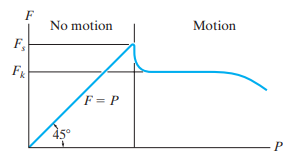 F
No motion
Motion
Fs
Fk
F = P
45°
P